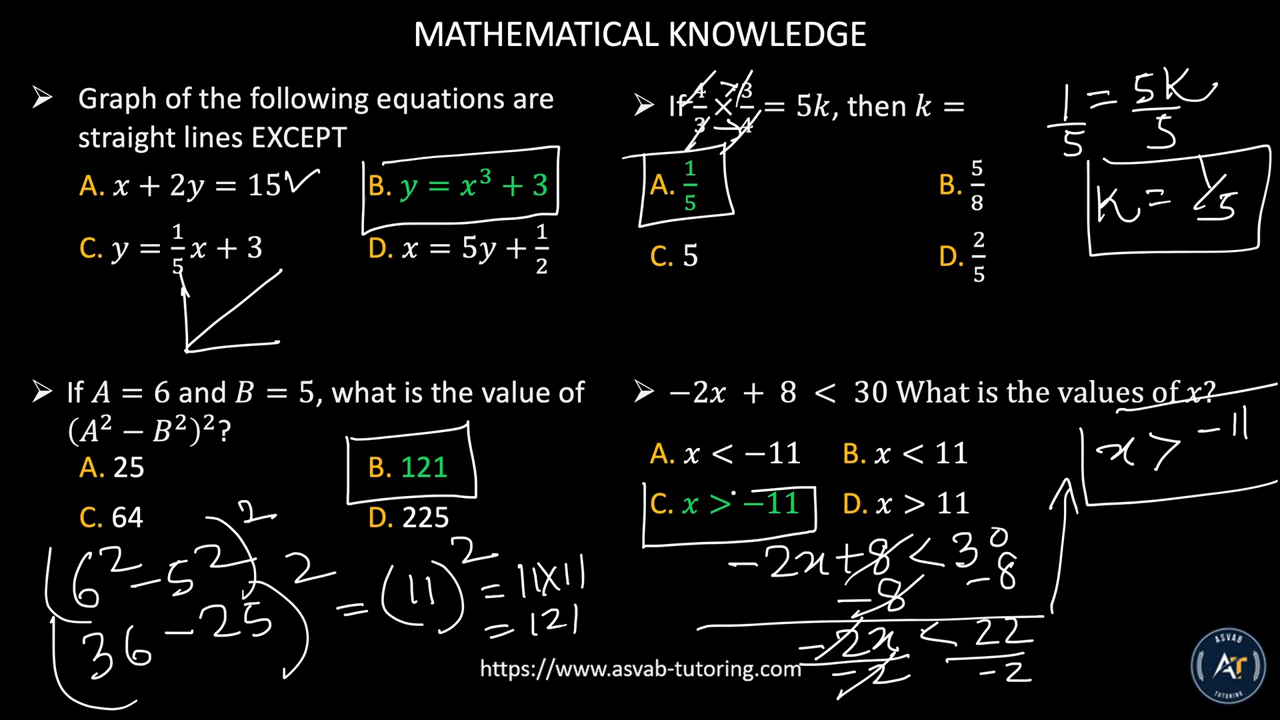 MATHEMATICAL KNOWLEDGE
➤ Graph of the following equations are
straight lines EXCEPT
A. x + 2y = 15 ✓
B. y = x³ + 3
C. y = 1/5 x + 3
D. x = 5y + 1/2
➤ If 4/3 × 3/4 = 5k, then k =
A. 1/5
B. 5/8
C. 5
D. 2/5
1/5 = 5K/5
K = 1/5
➤ If A = 6 and B = 5, what is the value of
(A² − B²)²?
A. 25
B. 121
C. 64
D. 225
(6² − 5²)²
(36 − 25)² = (11)² = 11×11
= 121
➤ −2x + 8 < 30 What is the values of x?
A. x < −11
B. x < 11
C. x > −11
D. x > 11
x > −11
−2x + 8 < 30
−8 −8
−2x/−2 < 22/−2
https://www.asvab-tutoring.com
ASVAB
AT
TUTORING